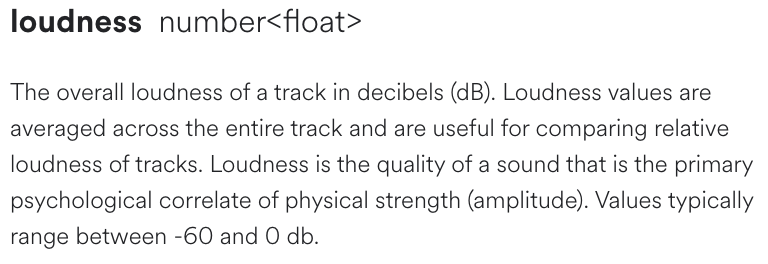 loudness number<float>
The overall loudness of a track in decibels (dB). Loudness values are
averaged across the entire track and are useful for comparing relative
loudness of tracks. Loudness is the quality of a sound that is the primary
psychological correlate of physical strength (amplitude). Values typically
range between -60 and 0 db.